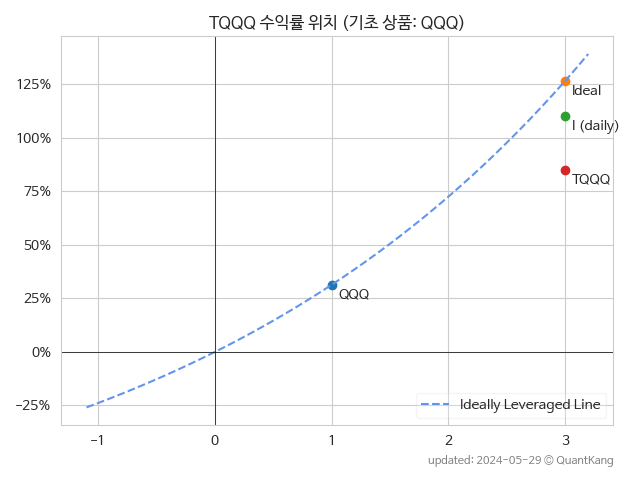 TQQQ 수익률 위치 (기초 상품: QQQ)
125%
100%
75%
50%
25%
0%
−25%
Ideal
I (daily)
TQQQ
QQQ
Ideally Leveraged Line
−1
0
1
2
3
updated: 2024-05-29 © QuantKang